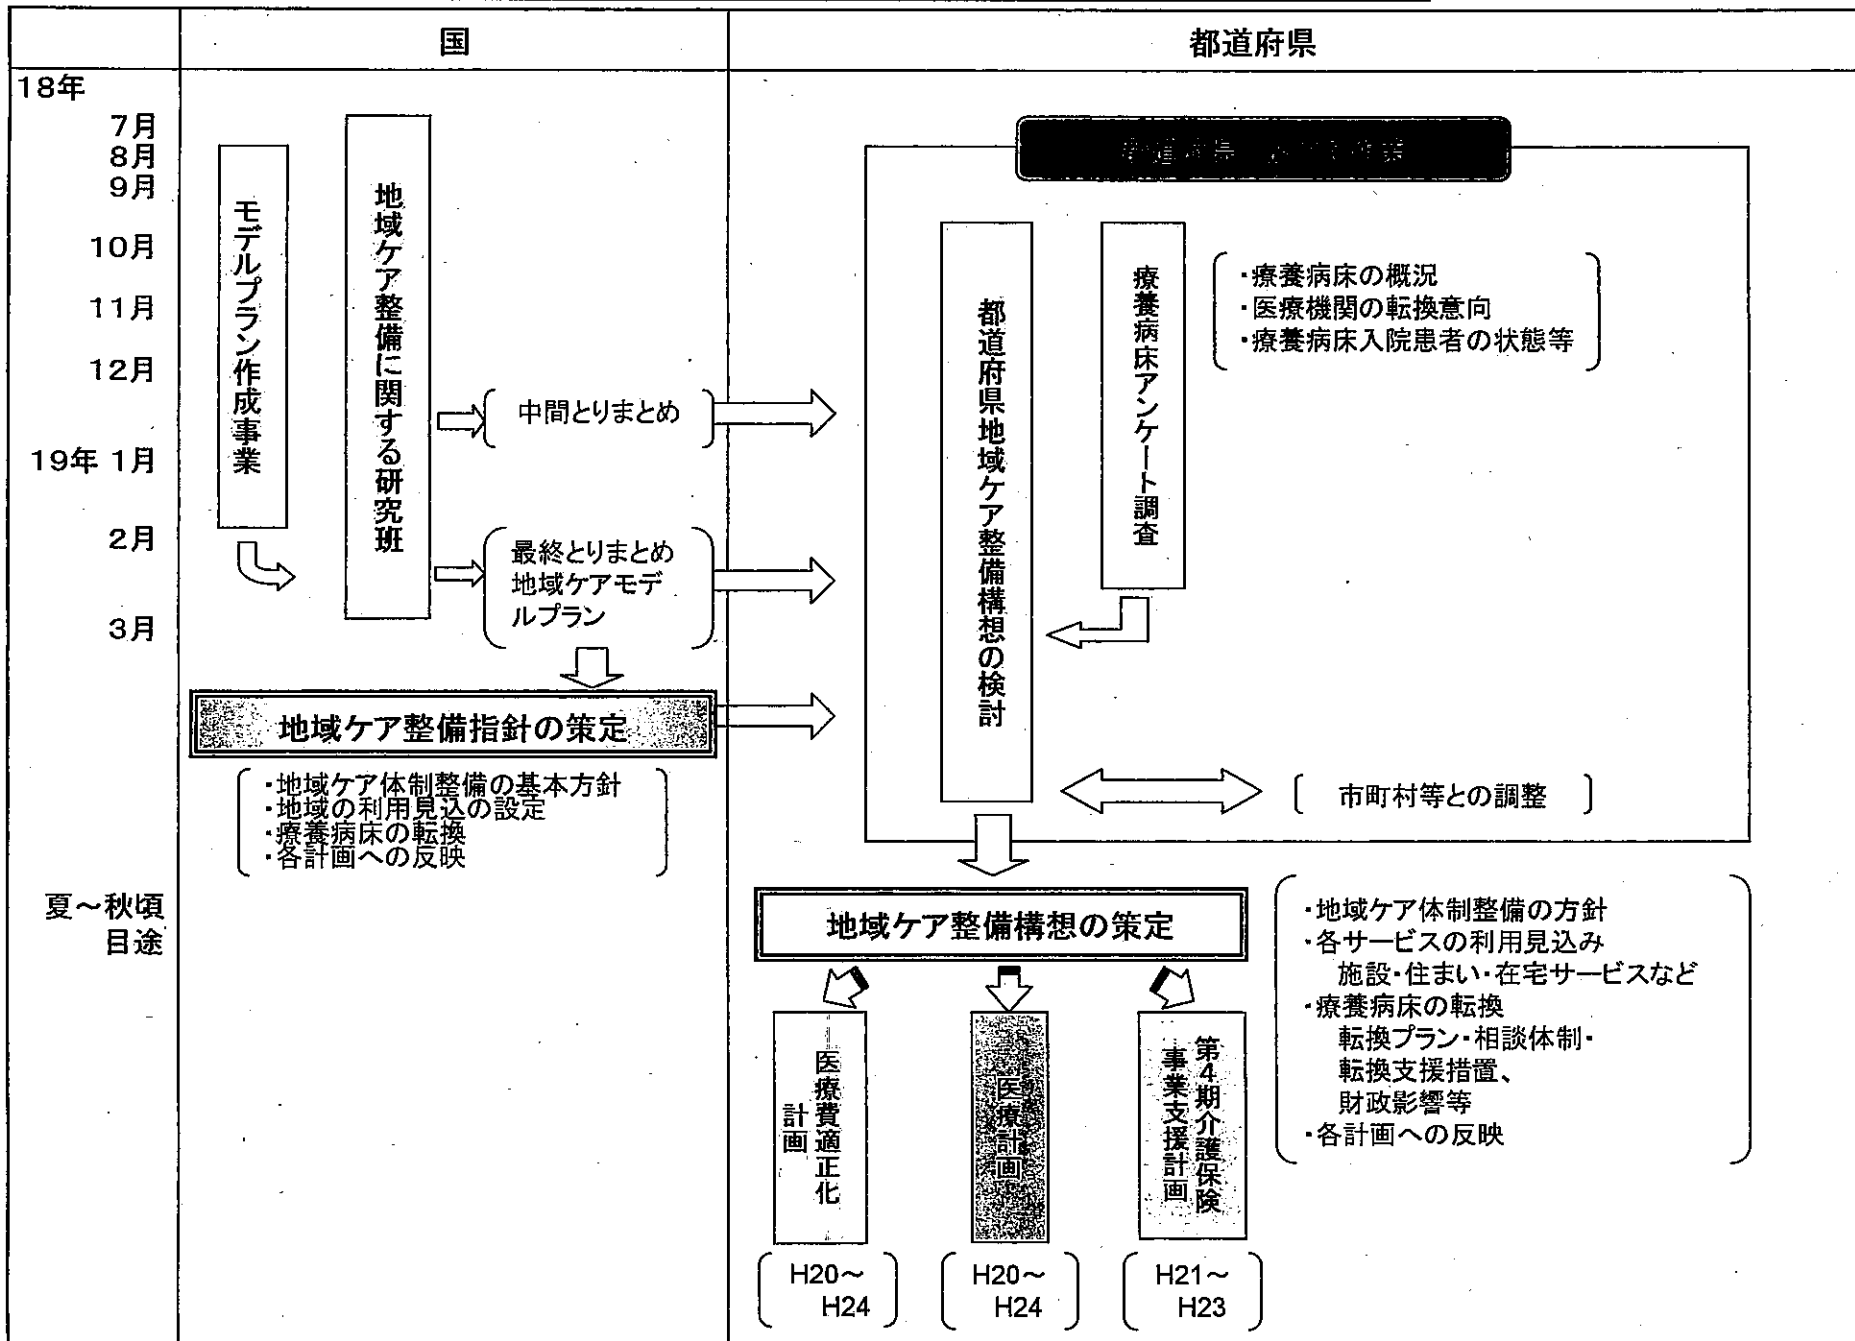 国
都道府県
18年
7月
8月
9月
10月
11月
12月
19年 1月
2月
3月
夏～秋頃
目途
モデルプラン作成事業
地域ケア整備に関する研究班
中間とりまとめ
最終とりまとめ
地域ケアモデ
ルプラン
地域ケア整備指針の策定
・地域ケア体制整備の基本方針
・地域の利用見込の設定
・療養病床の転換
・各計画への反映
都道府県地域ケア整備構想の検討
療養病床アンケート調査
・療養病床の概況
・医療機関の転換意向
・療養病床入院患者の状態等
市町村等との調整
地域ケア整備構想の策定
・地域ケア体制整備の方針
・各サービスの利用見込み
施設・住まい・在宅サービスなど
・療養病床の転換
転換プラン・相談体制・
転換支援措置、
財政影響等
・各計画への反映
医療費適正化
計画
医療計画
第4期介護保険
事業支援計画
H20～
H24
H20～
H24
H21～
H23